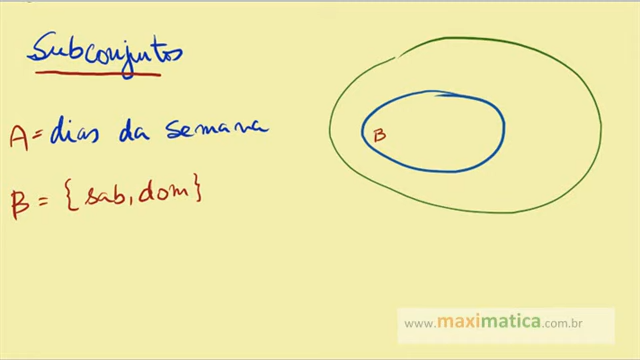 Subconjuntos
A = dias da semana
B
B = {sab, dom}
www.maximatica.com.br